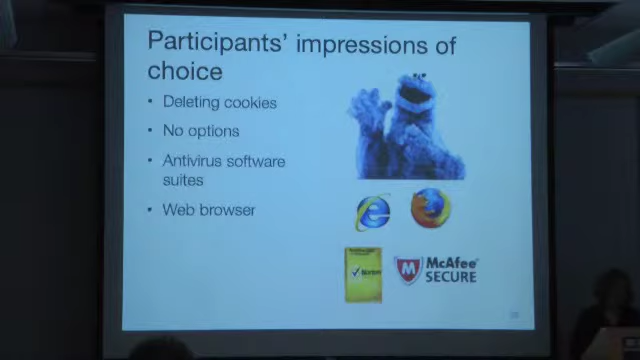 Participants' impressions of
choice
• Deleting cookies
• No options
• Antivirus software
suites
• Web browser
Norton
McAfee
SECURE